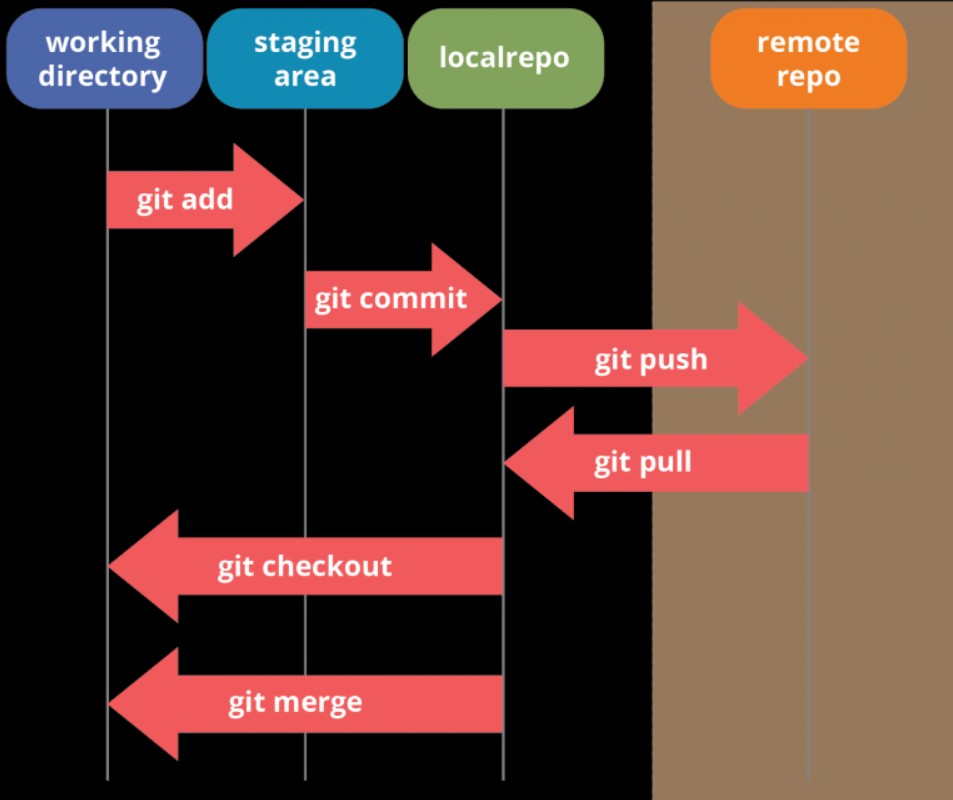 working
directory
staging
area
localrepo
remote
repo
git add
git commit
git push
git pull
git checkout
git merge